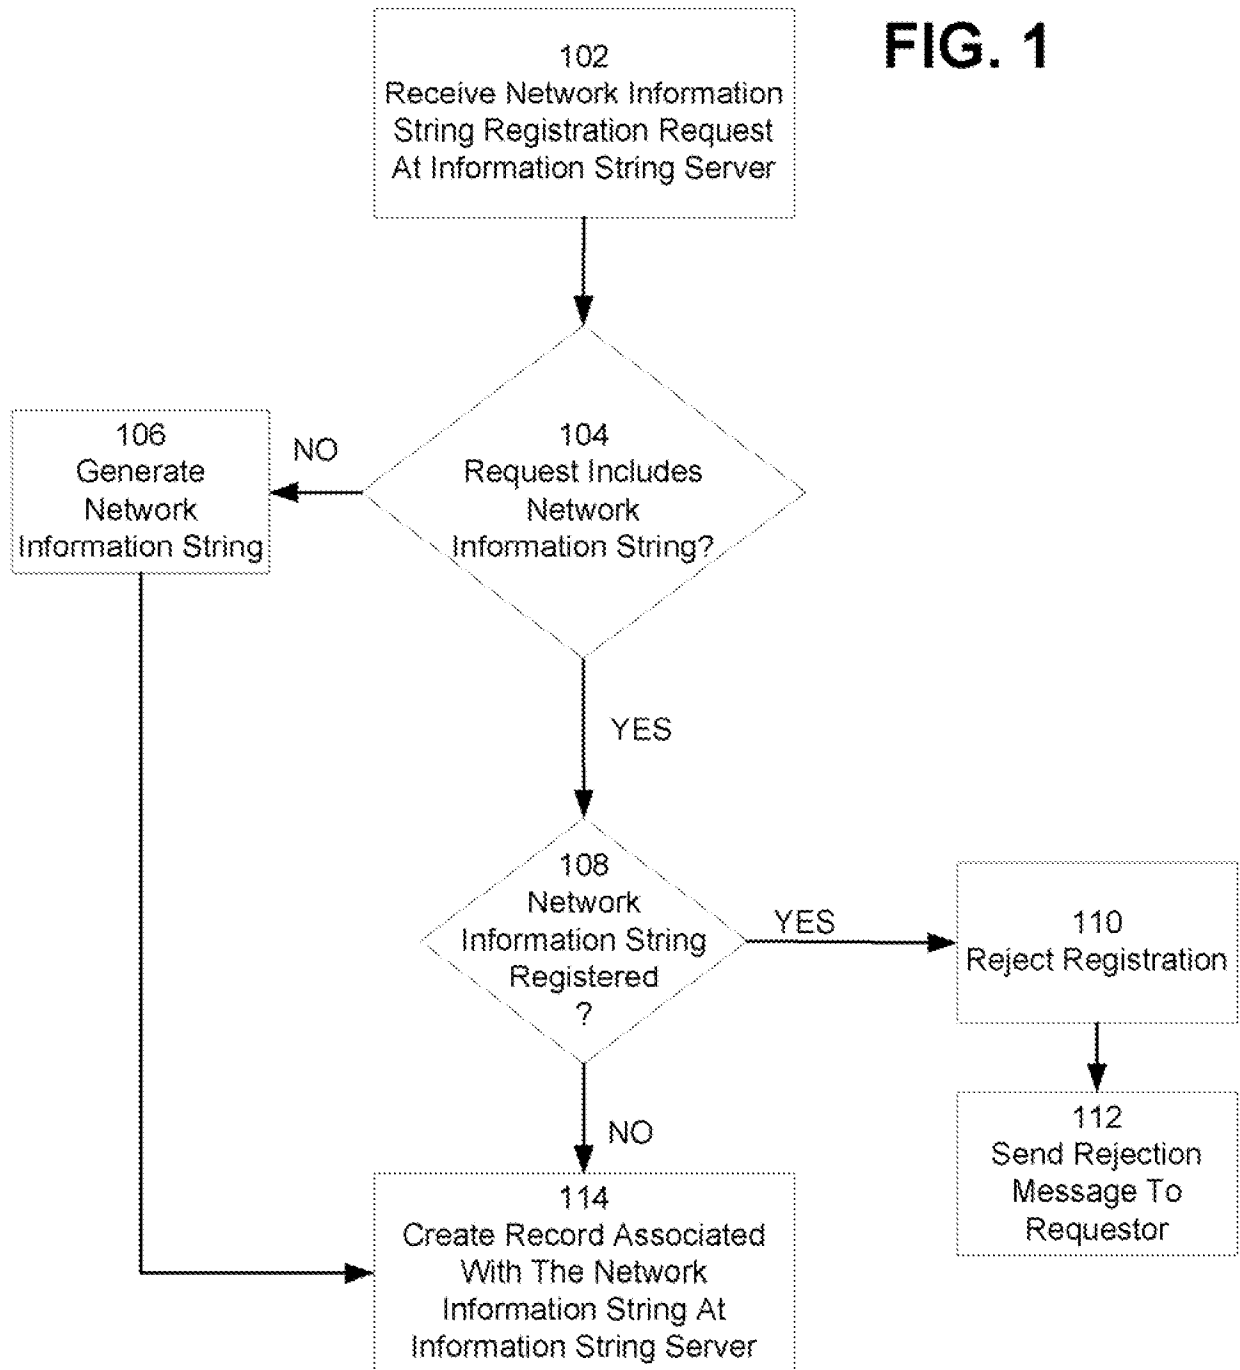 FIG. 1
102
Receive Network Information
String Registration Request
At Information String Server
104
Request Includes
Network
Information String?
NO
106
Generate
Network
Information String
YES
108
Network
Information String
Registered
?
YES
110
Reject Registration
112
Send Rejection
Message To
Requestor
NO
114
Create Record Associated
With The Network
Information String At
Information String Server